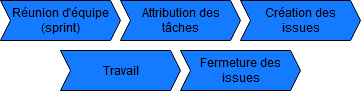 Réunion d'équipe
(sprint)
Attribution des
tâches
Création des
issues
Travail
Fermeture des
issues